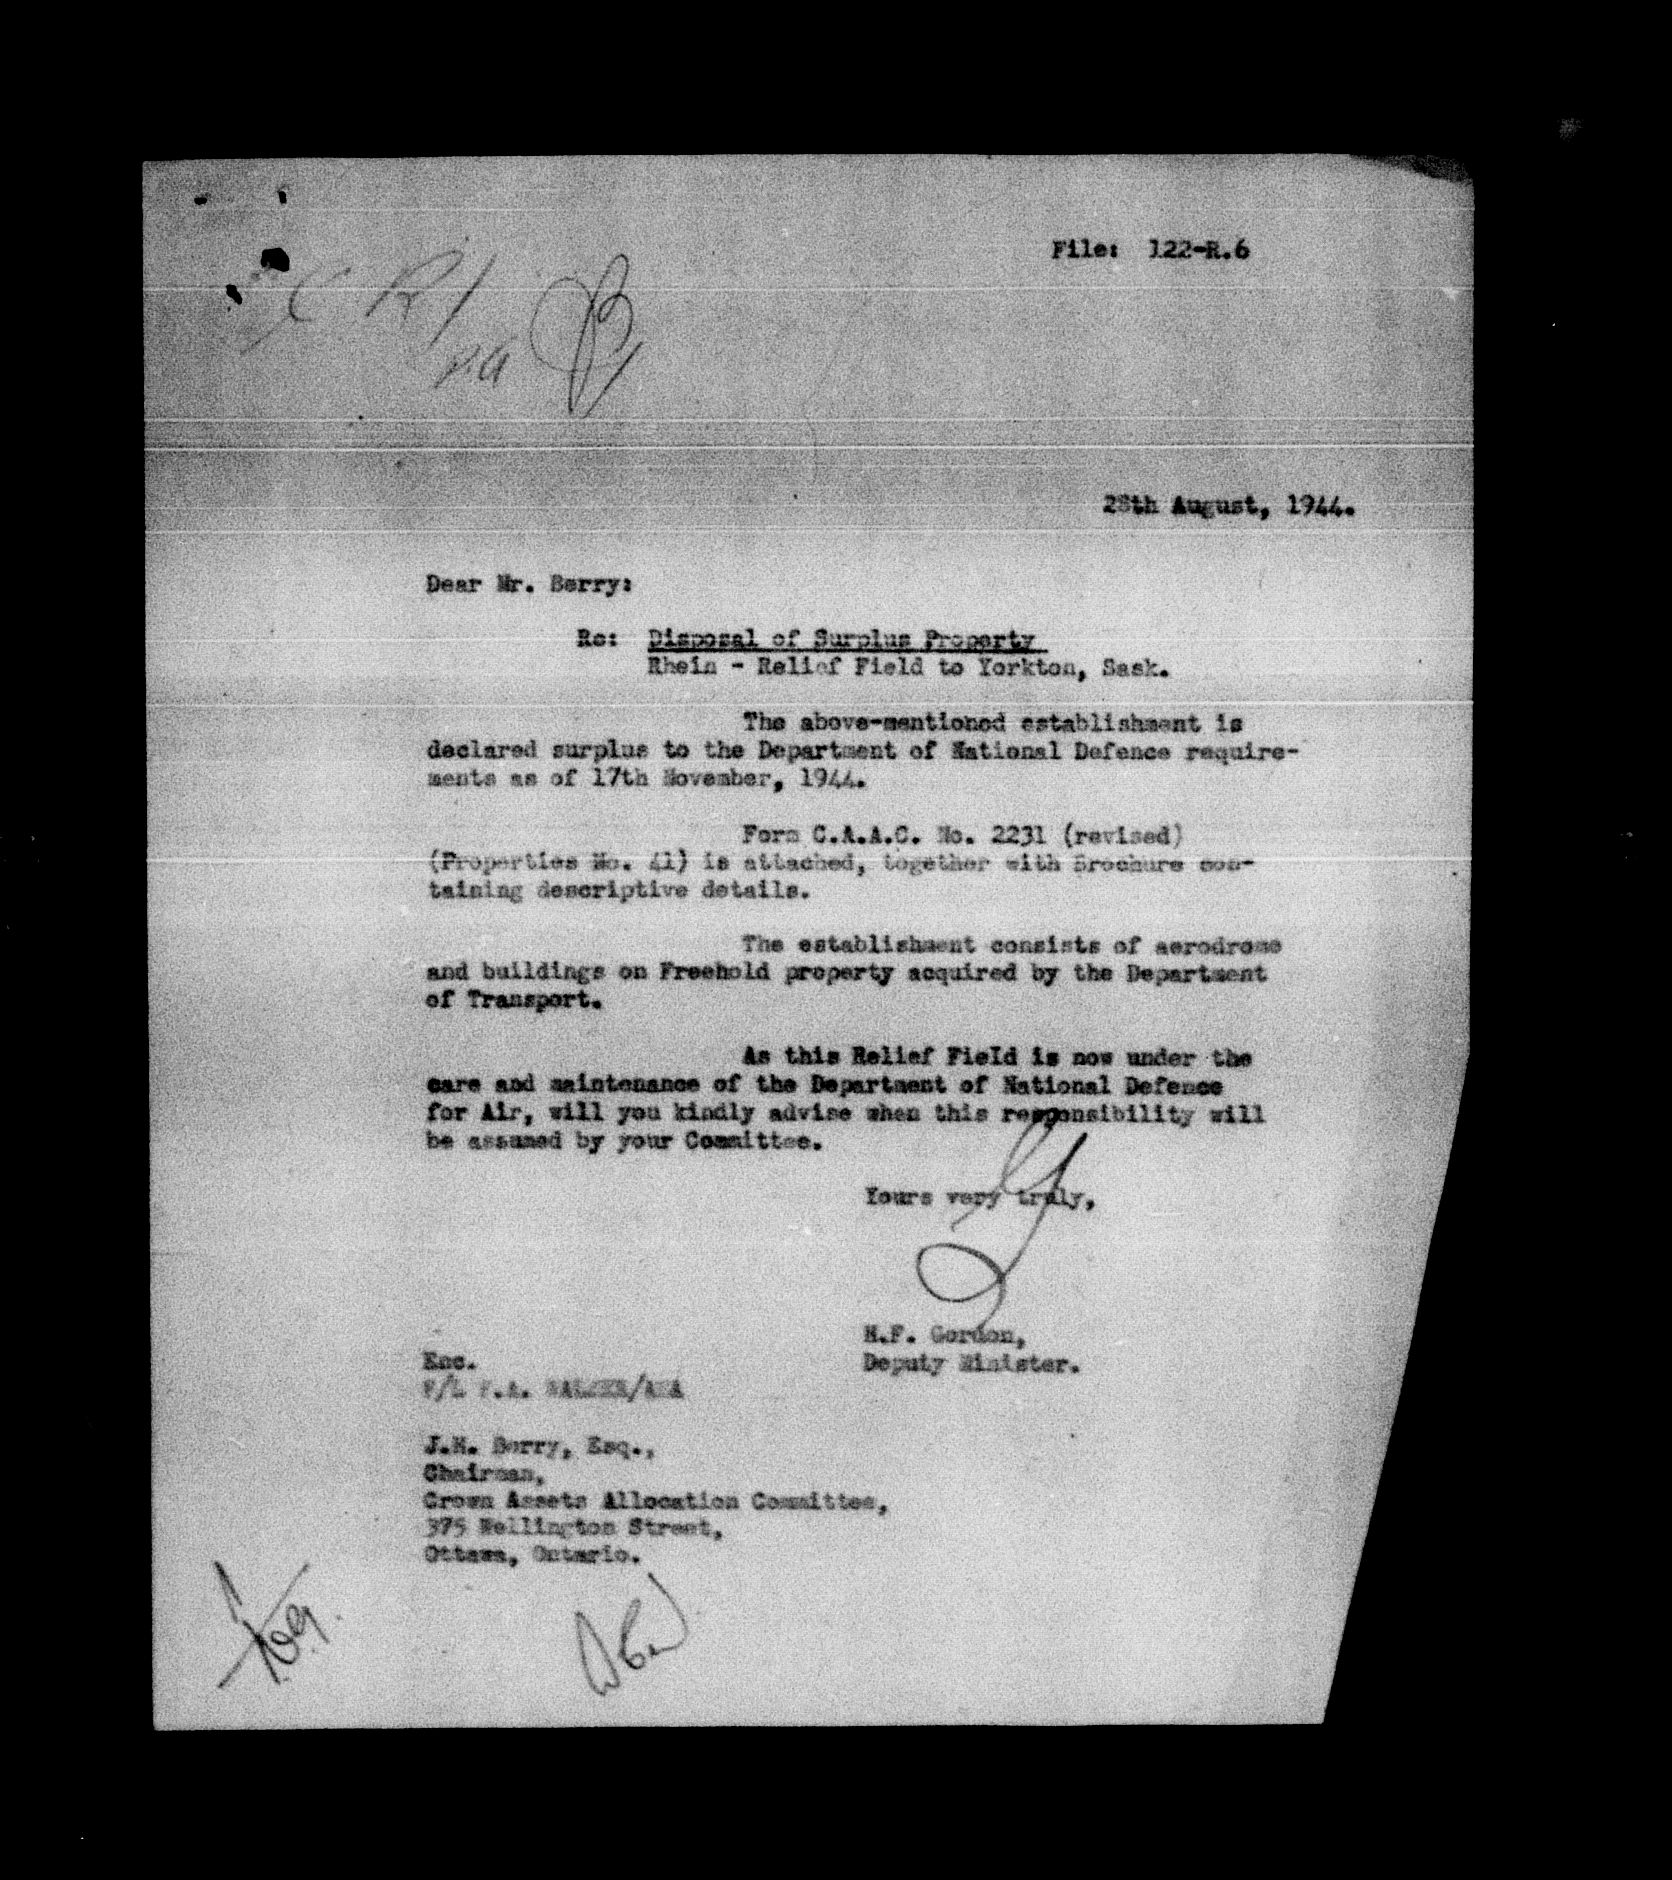 File: 122-R.6
C R
28th August, 1944.
Dear Mr. Berry:
Re: Disposal of Surplus Property
Rhein - Relief Field to Yorkton, Sask.
The above-mentioned establishment is
declared surplus to the Department of National Defence require-
ments as of 17th November, 1944.
Form C.A.A.C. No. 2231 (revised)
(Properties No. 41) is attached, together with Brochure con-
taining descriptive details.
The establishment consists of aerodrome
and buildings on Freehold property acquired by the Department
of Transport.
As this Relief Field is now under the
care and maintenance of the Department of National Defence
for Air, will you kindly advise when this responsibility will
be assumed by your Committee.
Yours very truly,
H.F. Gordon,
Deputy Minister.
Enc.
F/L F.A.
J.H. Berry, Esq.,
Chairman,
Crown Assets Allocation Committee,
375 Wellington Street,
Ottawa, Ontario.